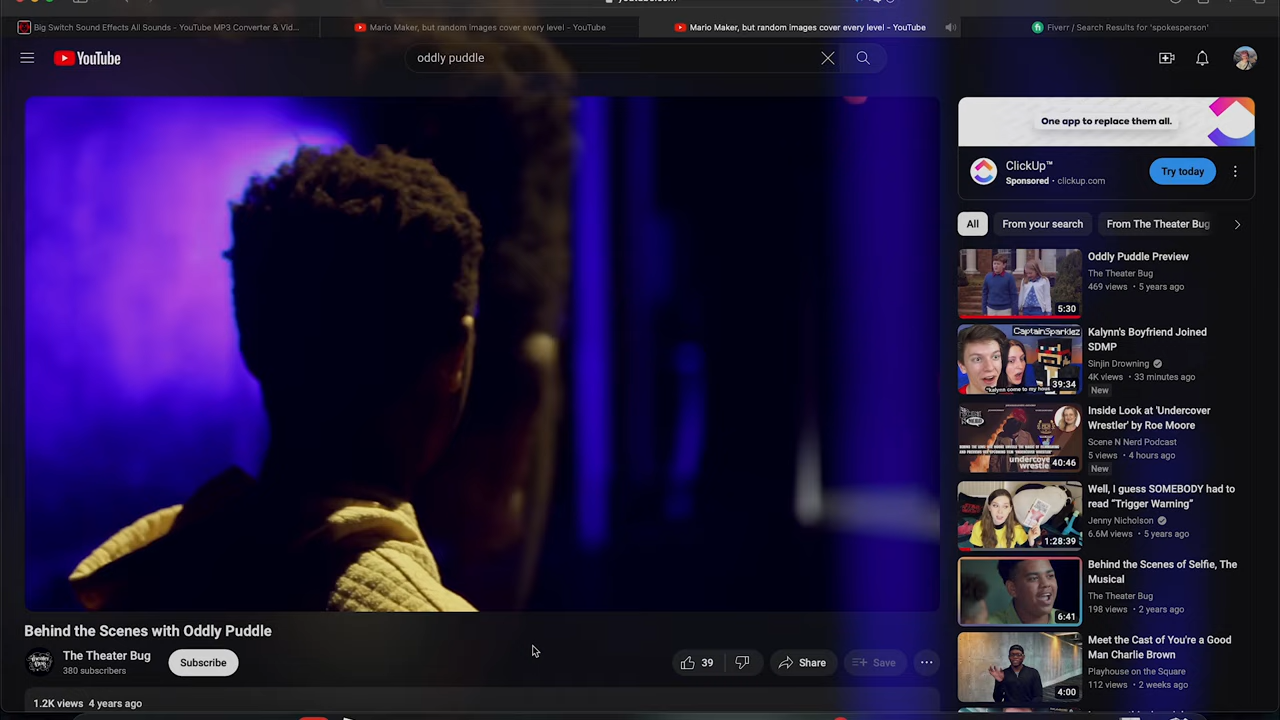 youtube.com
Big Switch Sound Effects All Sounds - YouTube MP3 Converter & Vid...
Mario Maker, but random images cover every level - YouTube
Mario Maker, but random images cover every level - YouTube
Fiverr / Search Results for 'spokesperson'
YouTube
oddly puddle
One app to replace them all.
ClickUp™
Sponsored · clickup.com
Try today
All
From your search
From The Theater Bug
Oddly Puddle Preview
The Theater Bug
469 views · 5 years ago
5:30
CaptainSparklez
Kalynn's Boyfriend Joined
SDMP
Sinjin Drowning
4K views · 33 minutes ago
New
39:34
Inside Look at 'Undercover
Wrestler' by Roe Moore
Scene N Nerd Podcast
5 views · 4 hours ago
New
undercover
wrestle
40:46
Well, I guess SOMEBODY had to
read “Trigger Warning”
Jenny Nicholson
6.6M views · 5 years ago
1:28:39
Behind the Scenes of Selfie, The
Musical
The Theater Bug
198 views · 2 years ago
6:41
Meet the Cast of You're a Good
Man Charlie Brown
Playhouse on the Square
112 views · 2 weeks ago
4:00
Behind the Scenes with Oddly Puddle
The Theater Bug
380 subscribers
Subscribe
39
Share
Save
1.2K views 4 years ago